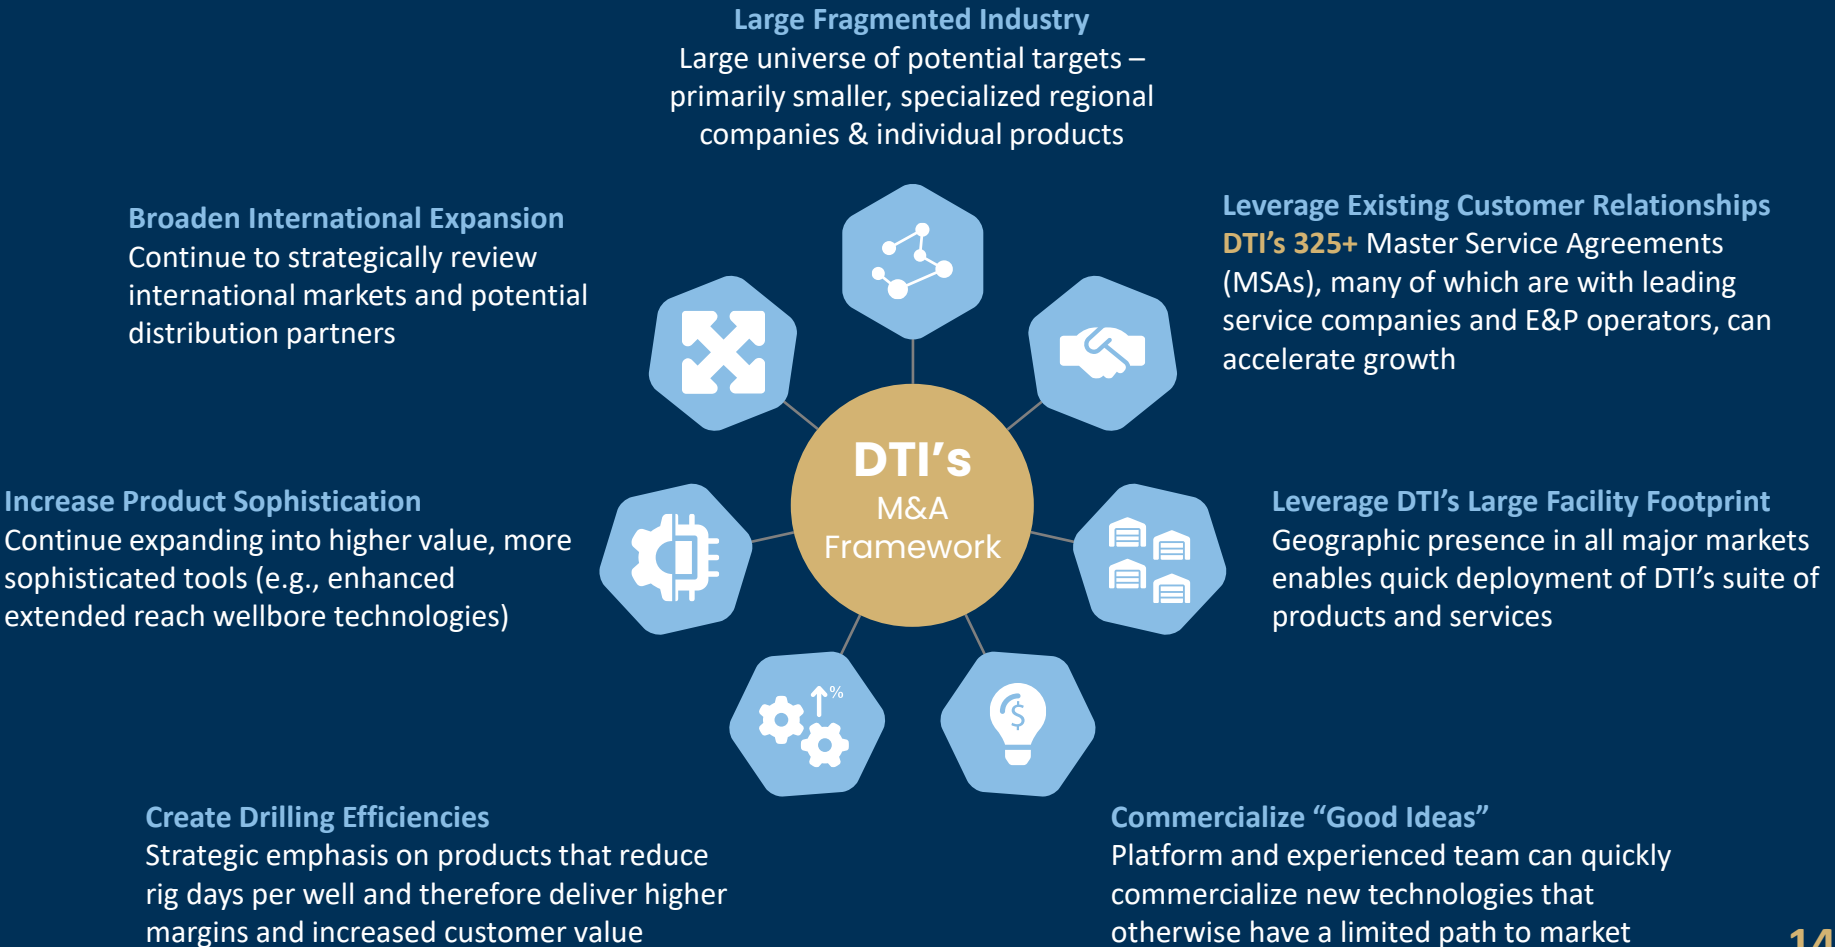 Large Fragmented Industry
Large universe of potential targets –
primarily smaller, specialized regional
companies & individual products
Broaden International Expansion
Continue to strategically review
international markets and potential
distribution partners
Leverage Existing Customer Relationships
DTI’s 325+ Master Service Agreements
(MSAs), many of which are with leading
service companies and E&P operators, can
accelerate growth
DTI’s
M&A
Framework
Increase Product Sophistication
Continue expanding into higher value, more
sophisticated tools (e.g., enhanced
extended reach wellbore technologies)
Leverage DTI’s Large Facility Footprint
Geographic presence in all major markets
enables quick deployment of DTI’s suite of
products and services
%
$
Create Drilling Efficiencies
Strategic emphasis on products that reduce
rig days per well and therefore deliver higher
margins and increased customer value
Commercialize “Good Ideas”
Platform and experienced team can quickly
commercialize new technologies that
otherwise have a limited path to market
14